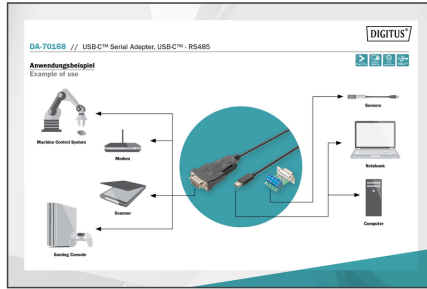 DIGITUS®
DA-70168 // USB-C™ Serial Adapter, USB-C™ - RS485
Anwendungsbeispiel
Example of use
Sensors
Machine Control System
Modem
Notebook
Scanner
Computer
Gaming Console